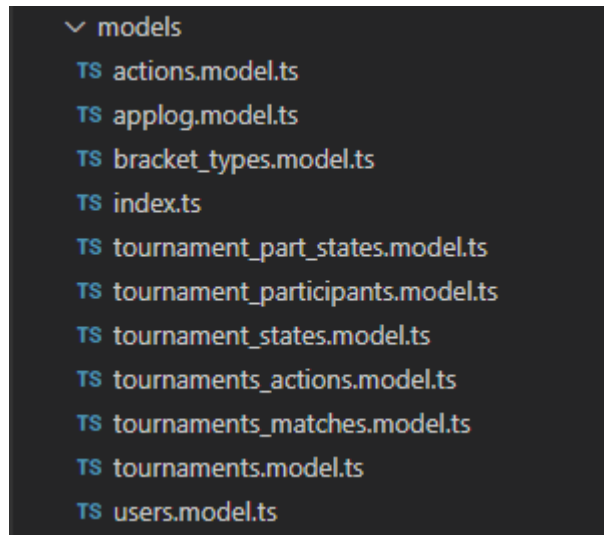 models
TS actions.model.ts
TS applog.model.ts
TS bracket_types.model.ts
TS index.ts
TS tournament_part_states.model.ts
TS tournament_participants.model.ts
TS tournament_states.model.ts
TS tournaments_actions.model.ts
TS tournaments_matches.model.ts
TS tournaments.model.ts
TS users.model.ts